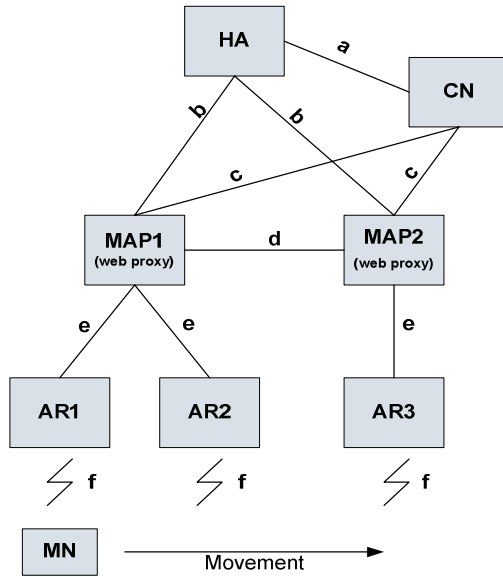 HA
a
CN
b
b
c
c
MAP1
(web proxy)
d
MAP2
(web proxy)
e
e
e
AR1
AR2
AR3
f
f
f
MN
Movement